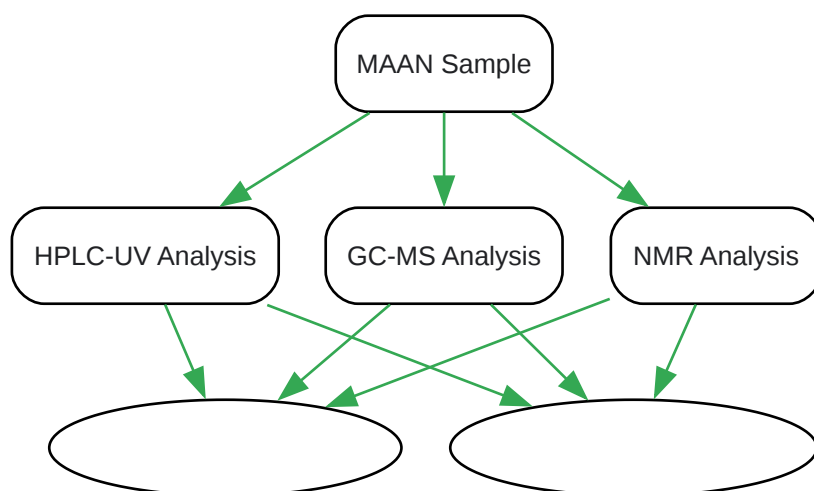 MAAN Sample
HPLC-UV Analysis
GC-MS Analysis
NMR Analysis